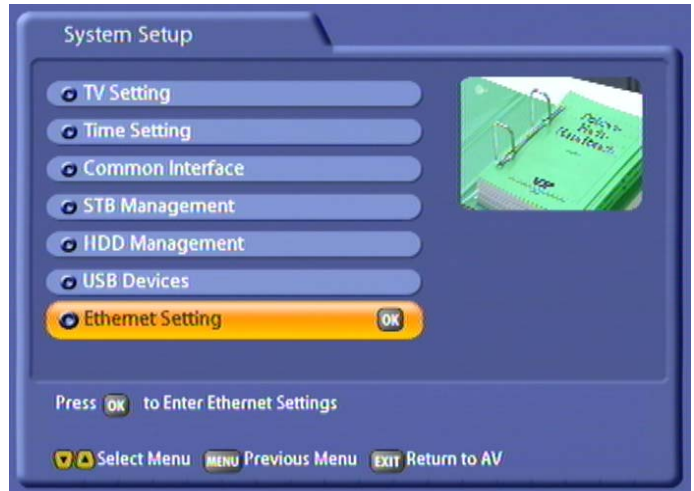 System Setup
TV Setting
Time Setting
Common Interface
STB Management
HDD Management
USB Devices
Ethernet Setting OK
Press OK to Enter Ethernet Settings
Select Menu MENU Previous Menu EXIT Return to AV